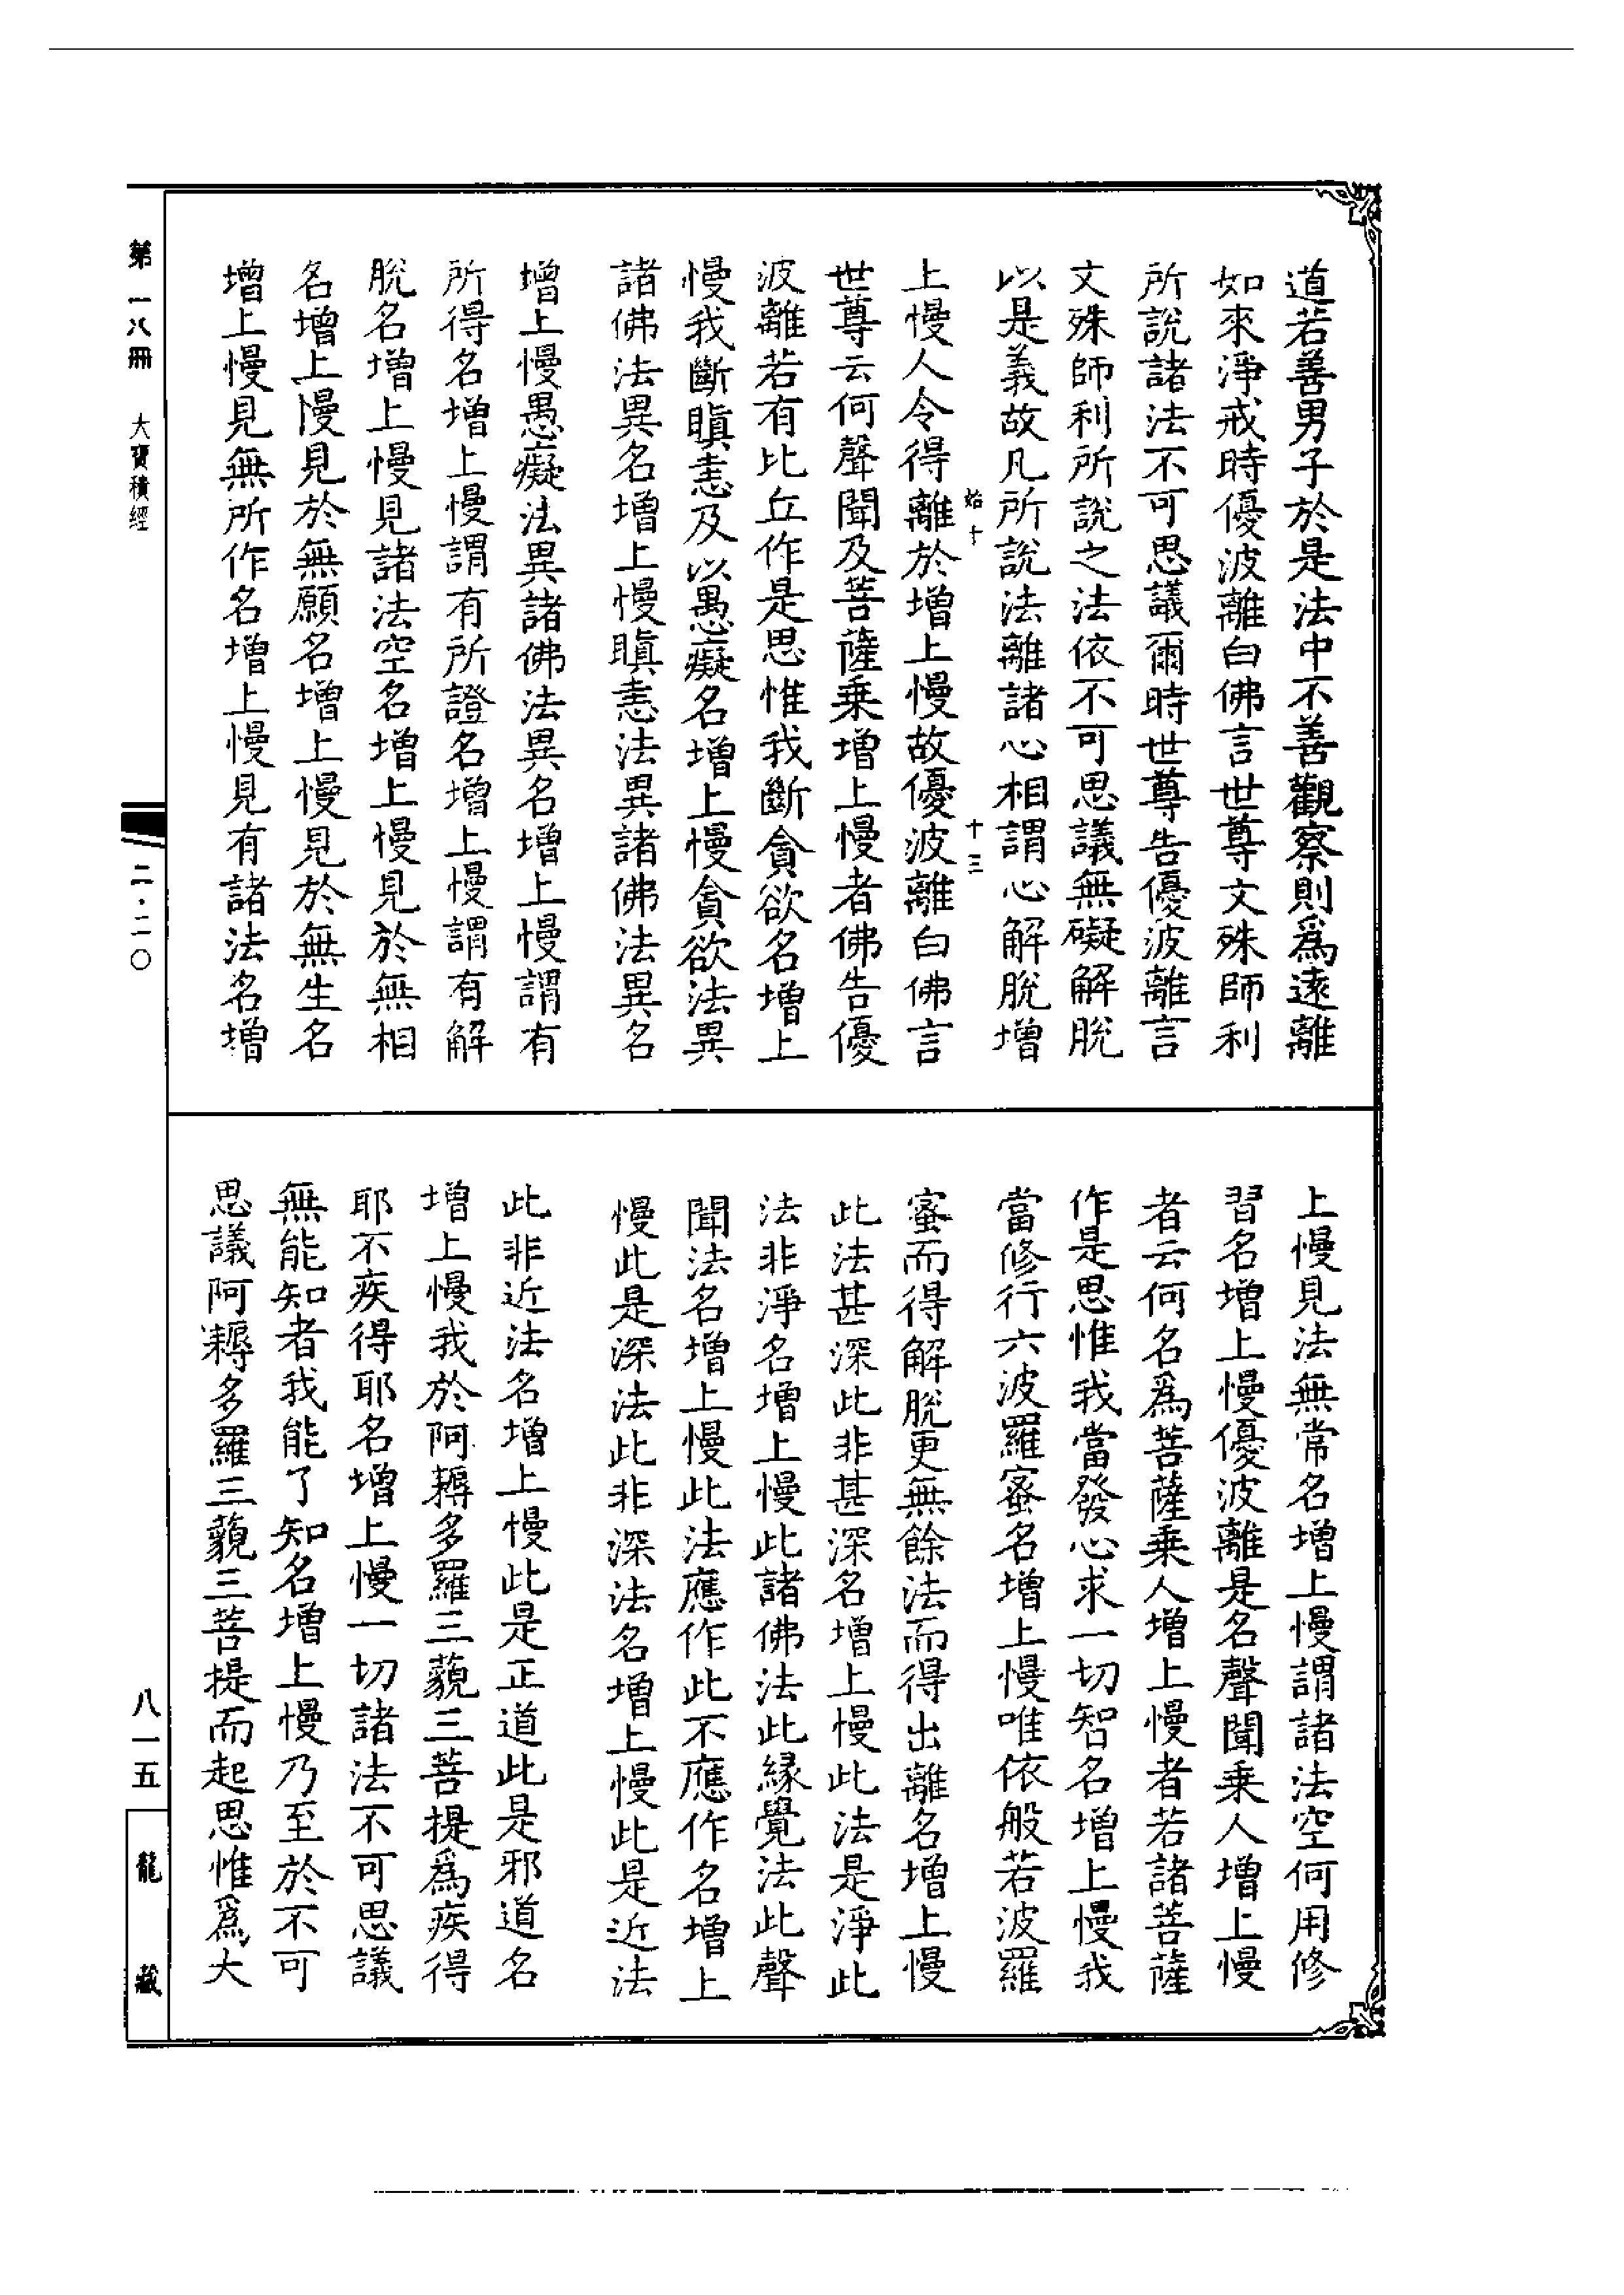 道若善男子於是法中不善觀察則爲遠離
如來淨戒時優波離白佛言世尊文殊師利
所說諸法不可思議爾時世尊告優波離言
文殊師利所說之法依不可思議無礙解脫
以是義故凡所說法離諸心相謂心解脫增
始十　十三
上慢人令得離於增上慢故優波離白佛言
世尊云何聲聞及菩薩乗增上慢者佛告優
波離若有比丘作是思惟我斷貪欲名增上
慢我斷瞋恚及以愚癡名增上慢貪欲法異
諸佛法異名增上慢瞋恚法異諸佛法異名
增上慢愚癡法異諸佛法異名增上慢謂有
所得名增上慢謂有所證名增上慢謂有解
脫名增上慢見諸法空名增上慢見於無相
名增上慢見於無願名增上慢見於無生名
增上慢見無所作名增上慢見有諸法名增
上慢見法無常名增上慢謂諸法空何用修
習名增上慢優波離是名聲聞乗人增上慢
者云何名爲菩薩乗人增上慢者若諸菩薩
作是思惟我當發心求一切智名增上慢我
當修行六波羅蜜名增上慢唯依般若波羅
蜜而得解脫更無餘法而得出離名增上慢
此法甚深此非甚深名增上慢此法是淨此
法非淨名增上慢此諸佛法此緣覺法此聲
聞法名增上慢此法應作此不應作名增上
慢此是深法此非深法名增上慢此是近法
此非近法名增上慢此是正道此是邪道名
增上慢我於阿耨多羅三藐三菩提爲疾得
耶不疾得耶名增上慢一切諸法不可思議
無能知者我能了知名增上慢乃至於不可
思議阿耨多羅三藐三菩提而起思惟爲大
第一八冊　大寶積經
二·二〇
八一五
龍藏